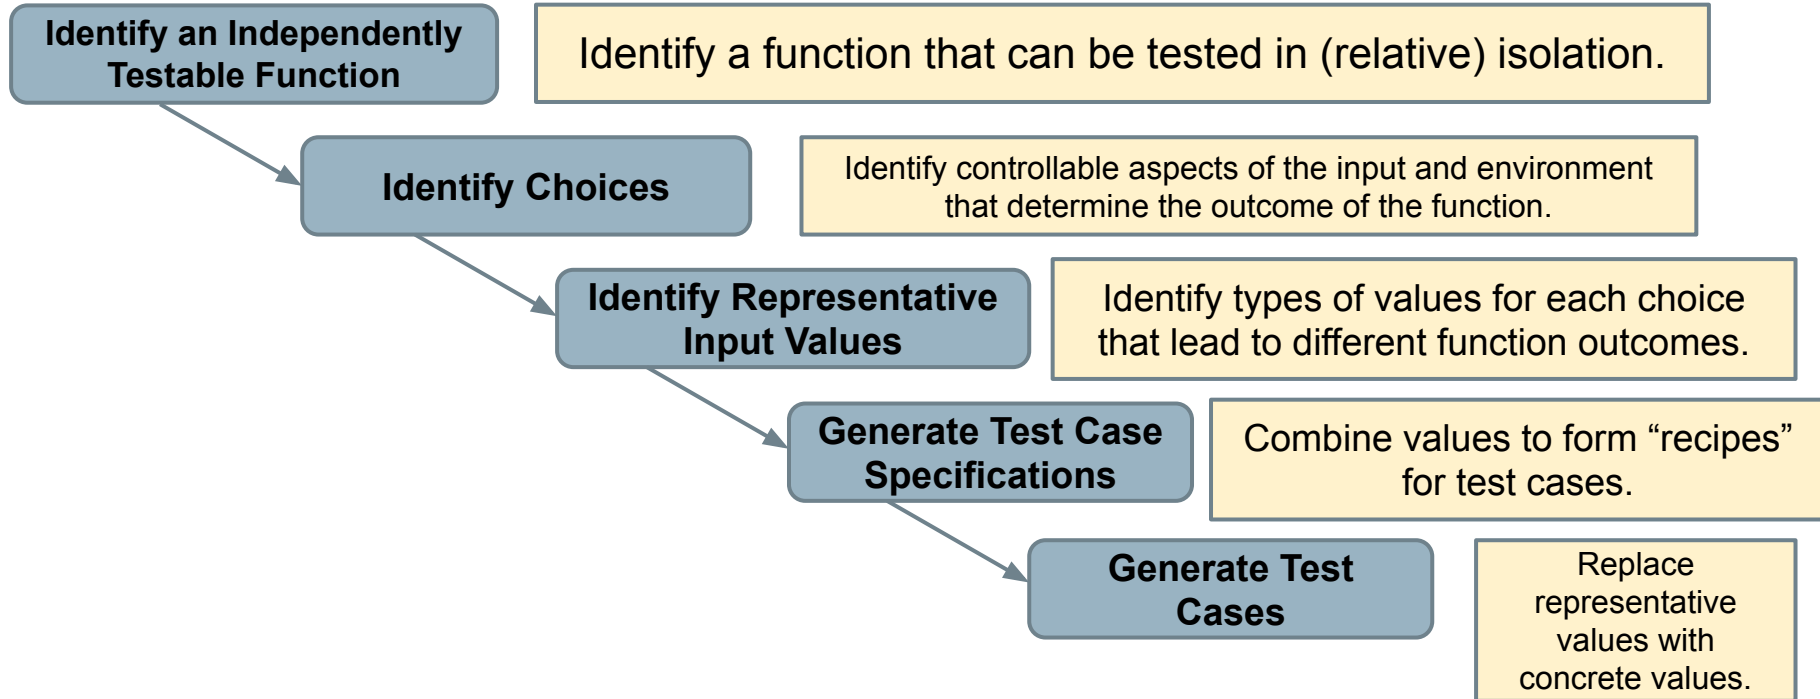 Identify an Independently
Testable Function
Identify a function that can be tested in (relative) isolation.
Identify Choices
Identify controllable aspects of the input and environment
that determine the outcome of the function.
Identify Representative
Input Values
Identify types of values for each choice
that lead to different function outcomes.
Generate Test Case
Specifications
Combine values to form “recipes”
for test cases.
Generate Test
Cases
Replace
representative
values with
concrete values.